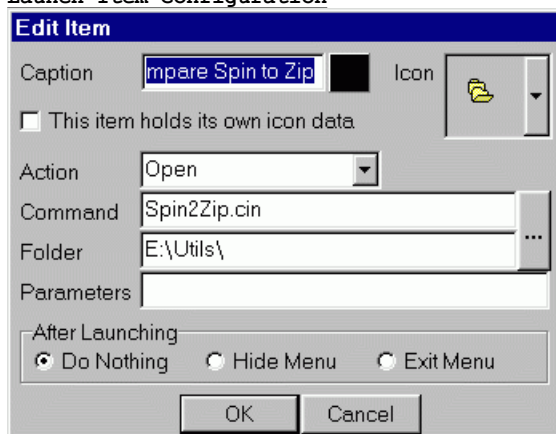 Launch Item Configuration
Edit Item
Caption mpare Spin to Zip Icon
This item holds its own icon data
Action Open
Command Spin2Zip.cin
Folder E:\Utils\
...
Parameters
After Launching
Do Nothing Hide Menu Exit Menu
OK Cancel